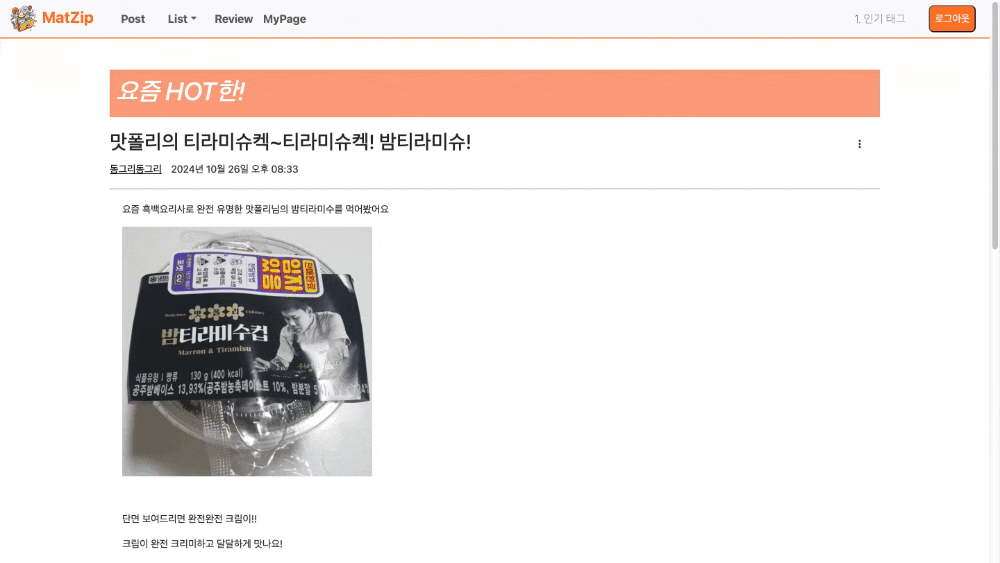 MatZip Post List Review MyPage 1. 인기 태그 로그아웃
요즘 HOT한!
맛폴리의 티라미슈켁~티라미슈켁! 밤티라미슈!
동그리동그리 2024년 10월 26일 오후 08:33
요즘 흑백요리사로 완전 유명한 맛폴리님의 밤티라미수를 먹어봤어요
임자
있음
밤티라미수컵
Marron & Tiramisu
식품유형 | 빵류 130 g (400 kcal)
공주밤페이스트 13.93%(공주밤농축페이스트 10%, 밤분말
단면 보여드리면 완전완전 크림이!!
크림이 완전 크리미하고 달달하게 맛나요!